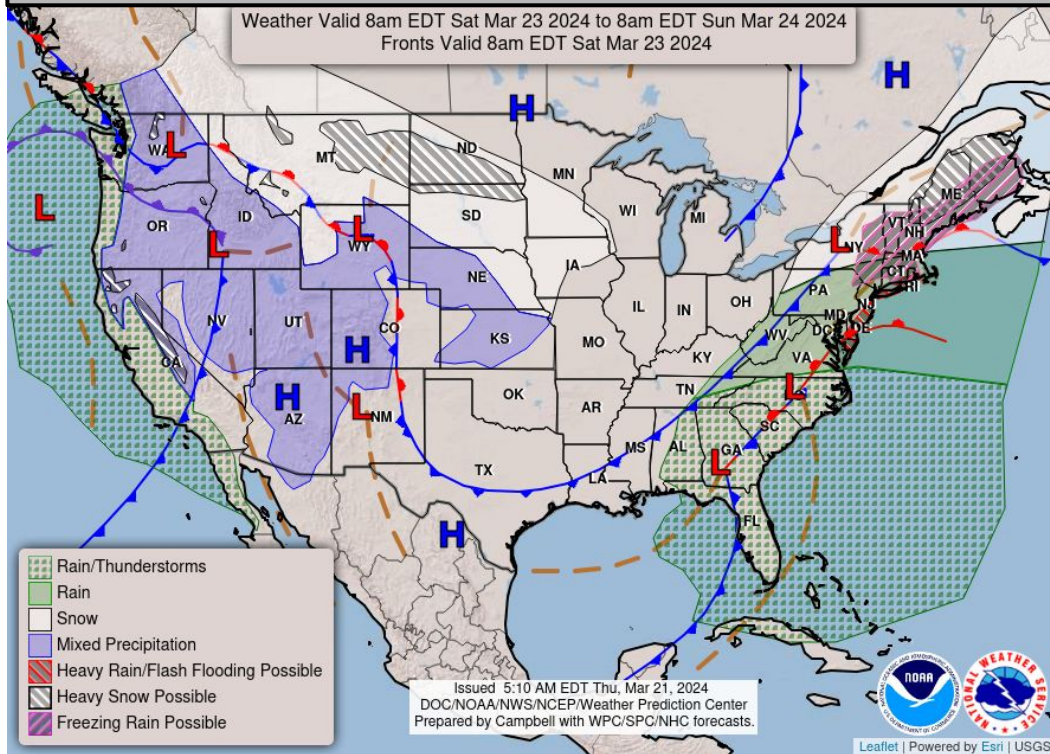 Weather Valid 8am EDT Sat Mar 23 2024 to 8am EDT Sun Mar 24 2024
Fronts Valid 8am EDT Sat Mar 23 2024
H
H
L
WA
MT
ND
MN
ME
L
OR
ID
SD
WI
MI
VT
NH
L
L
WY
L
NY
MA
CT
RI
NE
IA
PA
NV
UT
CO
H
KS
IL
IN
OH
NJ
MD
DE
DC
WV
CA
MO
KY
VA
H
AZ
L
NM
OK
AR
TN
L
SC
TX
MS
AL
GA
L
LA
H
FL
Rain/Thunderstorms
Rain
Snow
Mixed Precipitation
Heavy Rain/Flash Flooding Possible
Heavy Snow Possible
Freezing Rain Possible
Issued 5:10 AM EDT Thu, Mar 21, 2024
DOC/NOAA/NWS/NCEP/Weather Prediction Center
Prepared by Campbell with WPC/SPC/NHC forecasts.
NOAA
NATIONAL WEATHER SERVICE
Leaflet | Powered by Esri | USGS